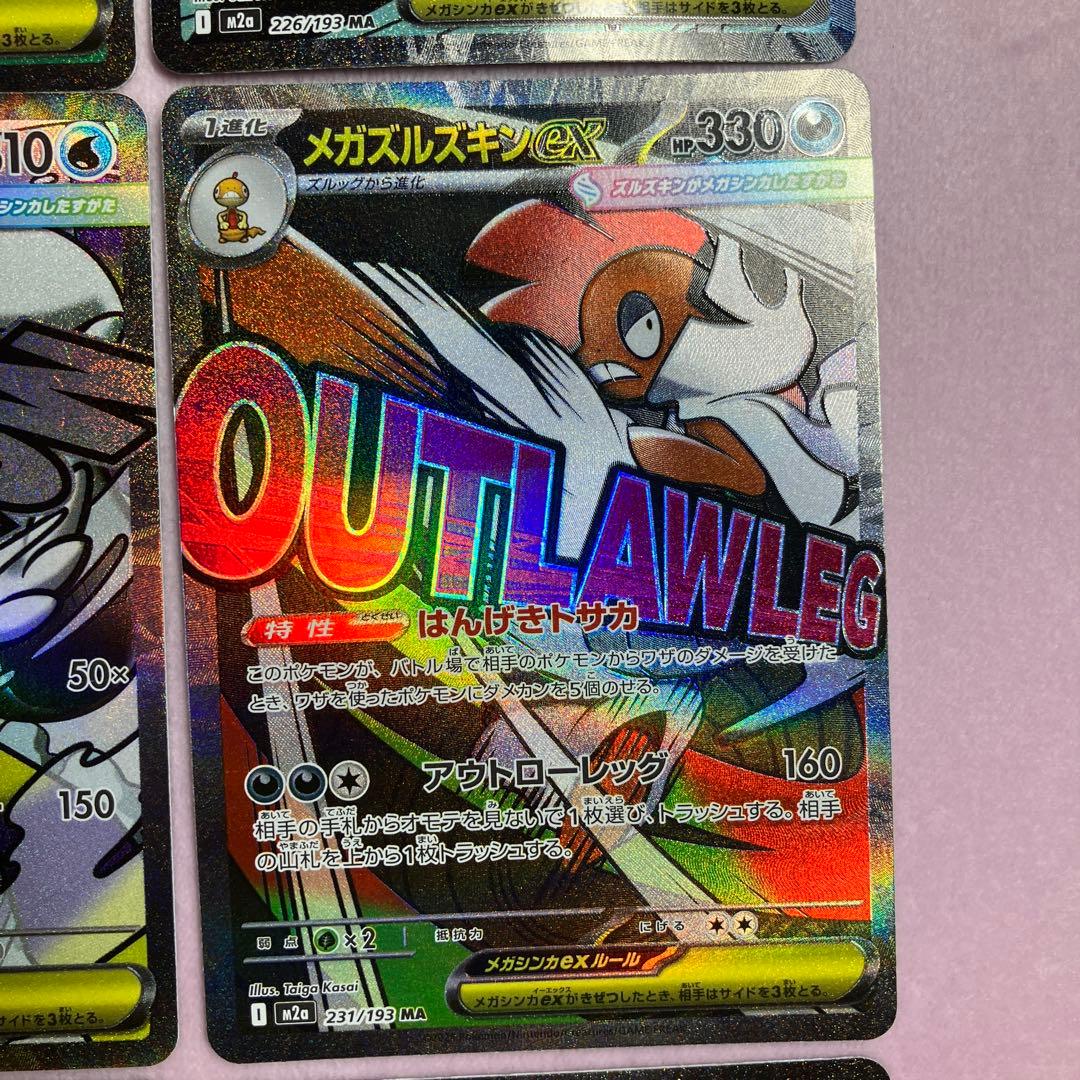 3枚とる。
I m2a 226/193 MA
メガシンカexがきぜつしたとき、相手はサイドを3枚とる。
10
シンカしたすがた
50×
150
イドを3枚とる。
1進化
メガズルズキンex
HP 330
ズルッグから進化
ズルズキンがメガシンカしたすがた
OUTLAW LEG
特性 とくせい はんげきトサカ
このポケモンが、バトル場で相手のポケモンからワザのダメージを受けた
とき、ワザを使ったポケモンにダメカンを5個のせる。
アウトローレッグ 160
相手の手札からオモテを見ないで1枚選び、トラッシュする。相手
の山札を上から1枚トラッシュする。
弱点 ×2 抵抗力 にげる
メガシンカexルール
メガシンカexがきぜつしたとき、相手はサイドを3枚とる。
Illus. Taiga Kasai
I m2a 231/193 MA